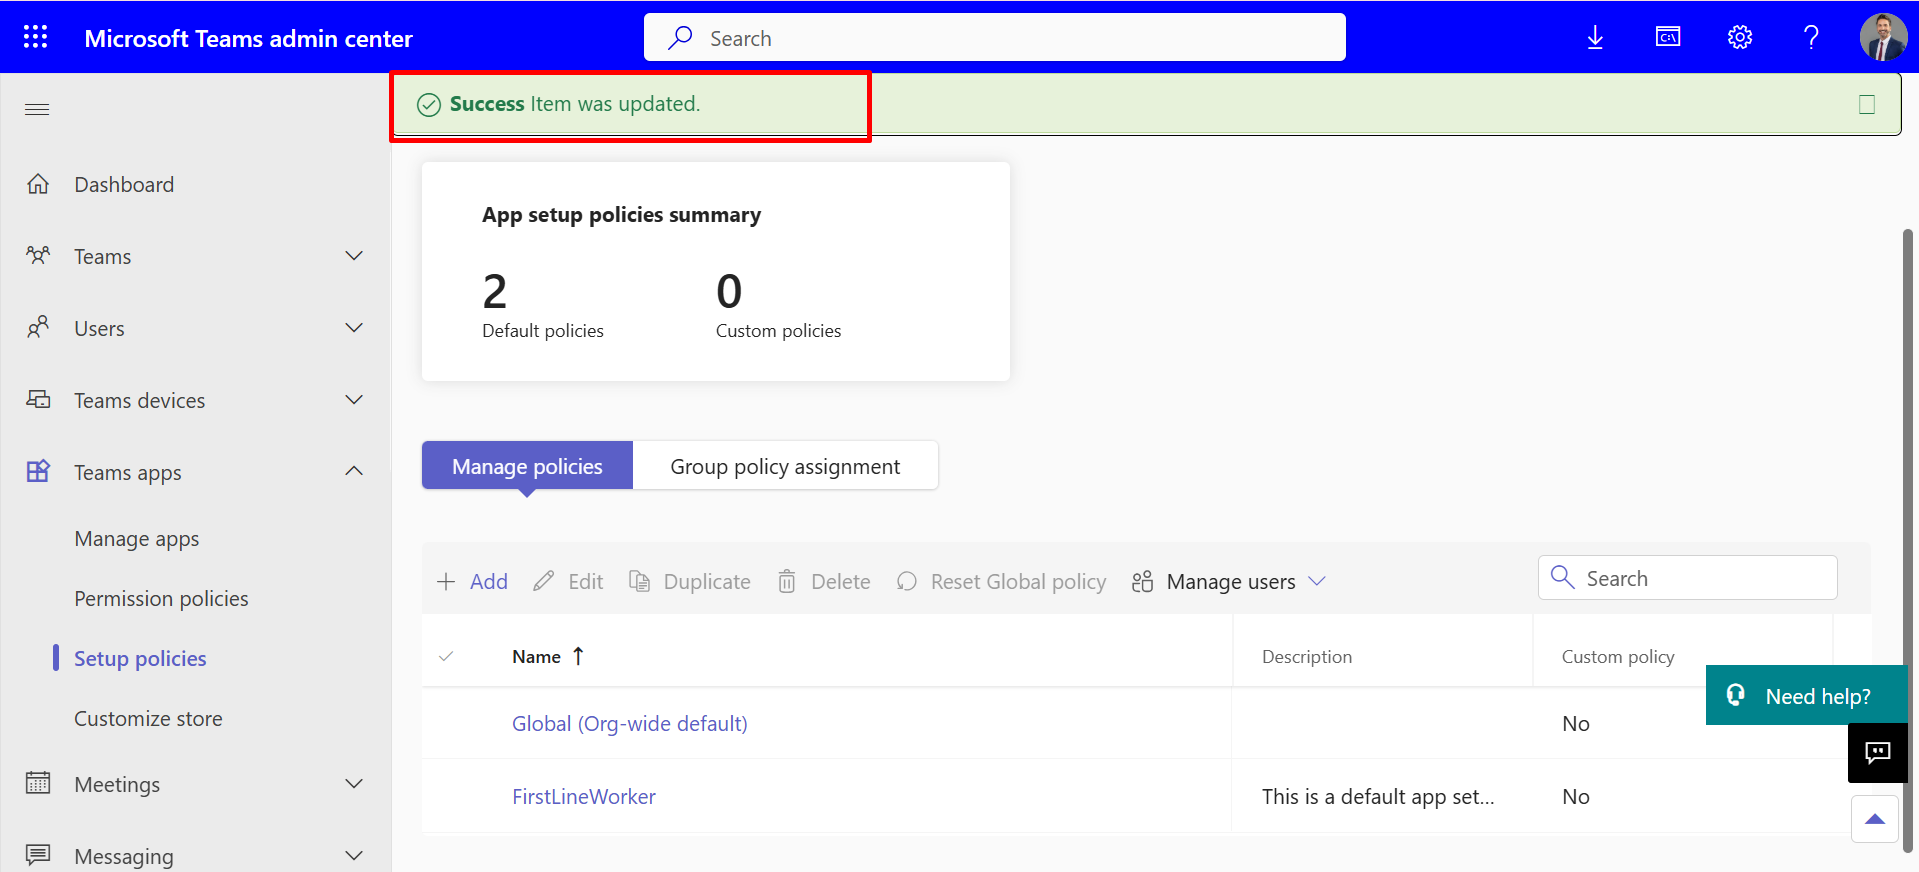 Microsoft Teams admin center
Search
C:\
?
Success Item was updated.
Dashboard
Teams
Users
Teams devices
Teams apps
Manage apps
Permission policies
Setup policies
Customize store
Meetings
Messaging
App setup policies summary
2 0
Default policies Custom policies
Manage policies Group policy assignment
+ Add Edit Duplicate Delete Reset Global policy Manage users Search
Name ↑ Description Custom policy
Global (Org-wide default) No
FirstLineWorker This is a default app set... No
Need help?